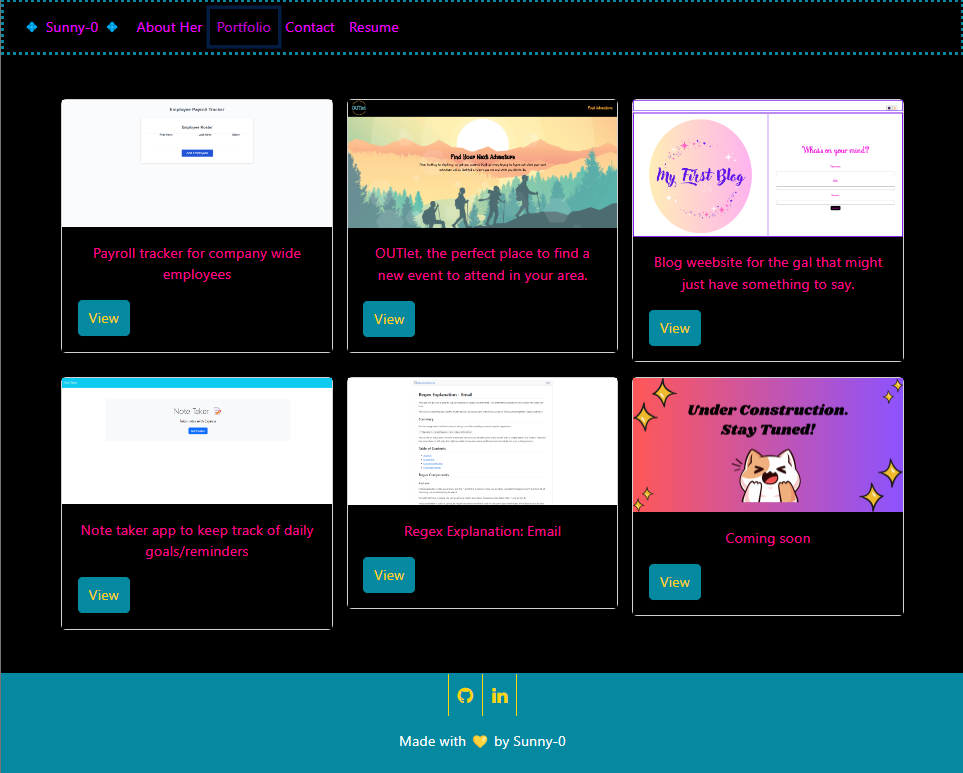 Sunny-0 About Her Portfolio Contact Resume
Employee Payroll Tracker
Employee Roster
First Name Last Name Salary
Add Employees
OUTlet Find Adventure
Find Your Next Adventure
My First Blog
What's on your mind?
Payroll tracker for company wide
employees
View
OUTlet, the perfect place to find a
new event to attend in your area.
View
Blog weebsite for the gal that might
just have something to say.
View
Note Taker
Take notes with Express
Note taker app to keep track of daily
goals/reminders
View
Regex Explanation - Email
Summary
Table of Contents
Regex Components
Regex Explanation: Email
View
Under Construction.
Stay Tuned!
Coming soon
View
Made with 💛 by Sunny-0